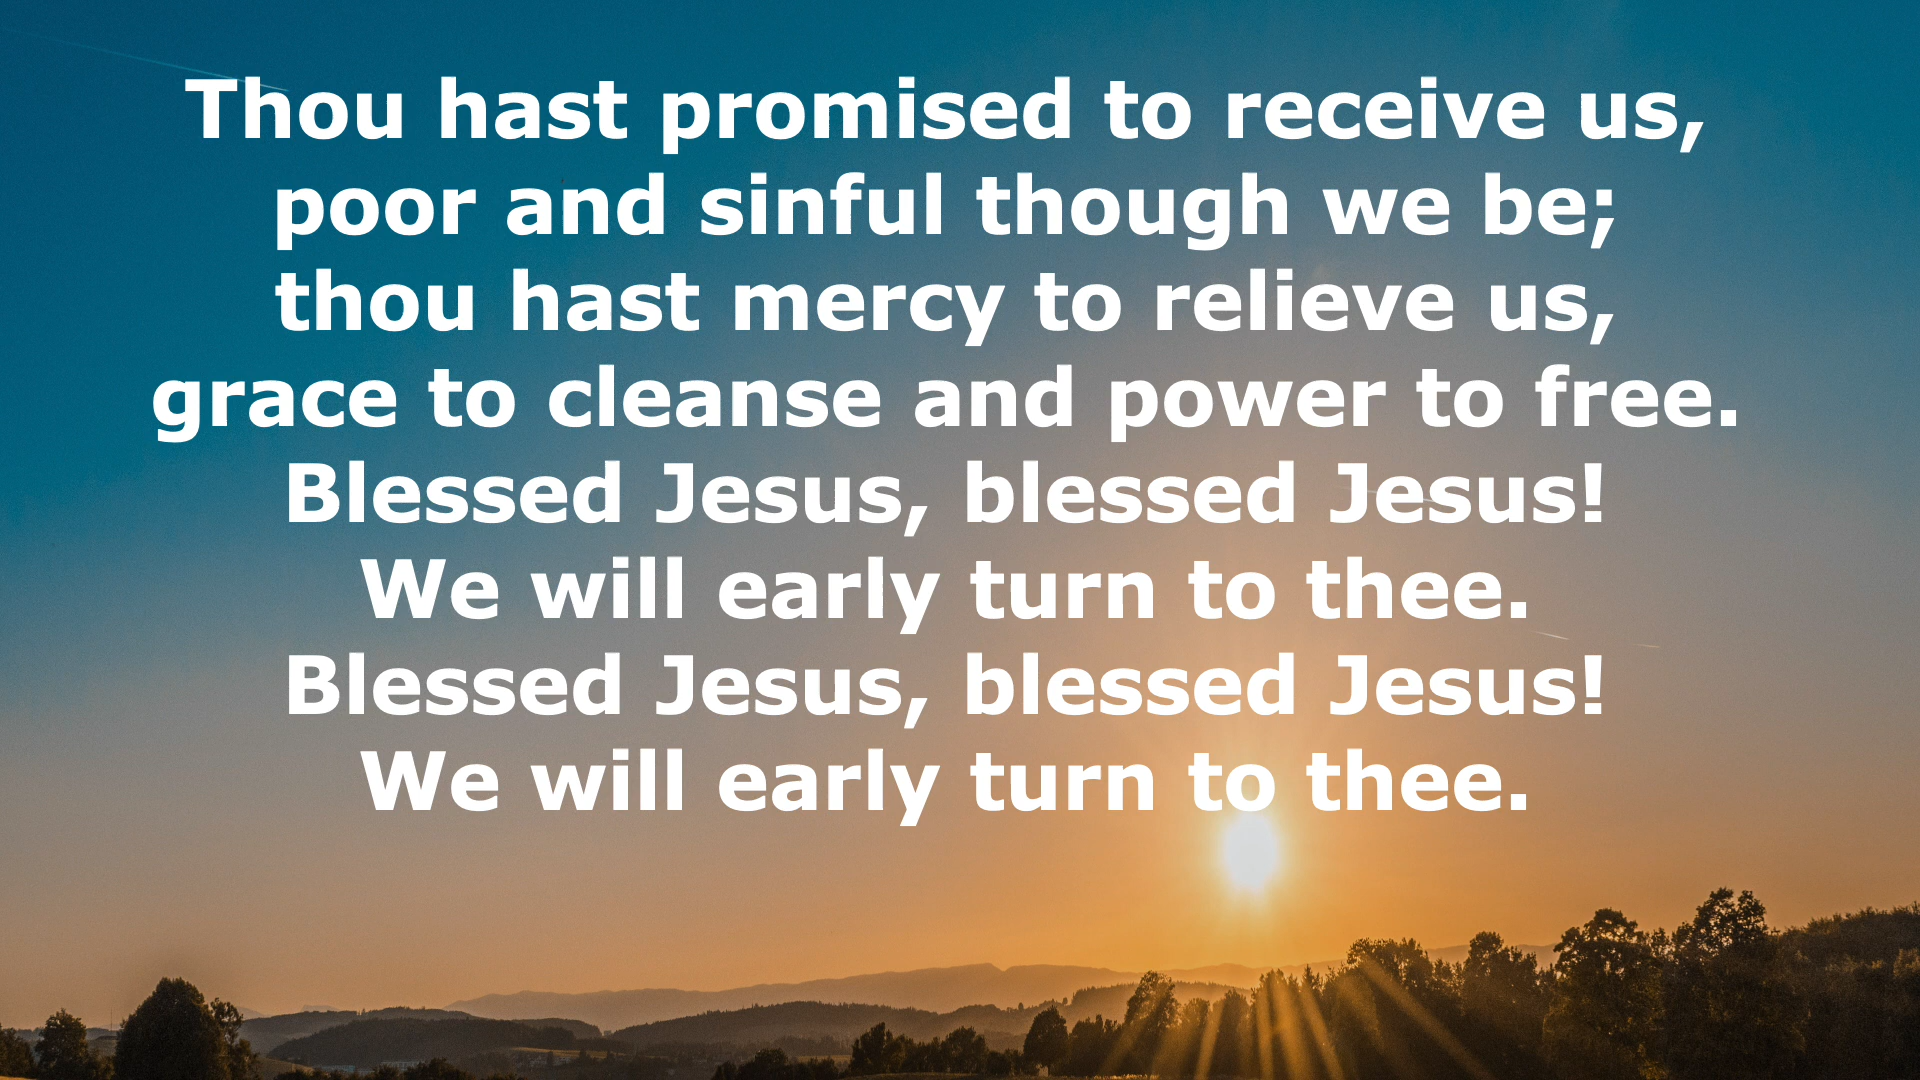 Thou hast promised to receive us,
poor and sinful though we be;
thou hast mercy to relieve us,
grace to cleanse and power to free.
Blessed Jesus, blessed Jesus!
We will early turn to thee.
Blessed Jesus, blessed Jesus!
We will early turn to thee.